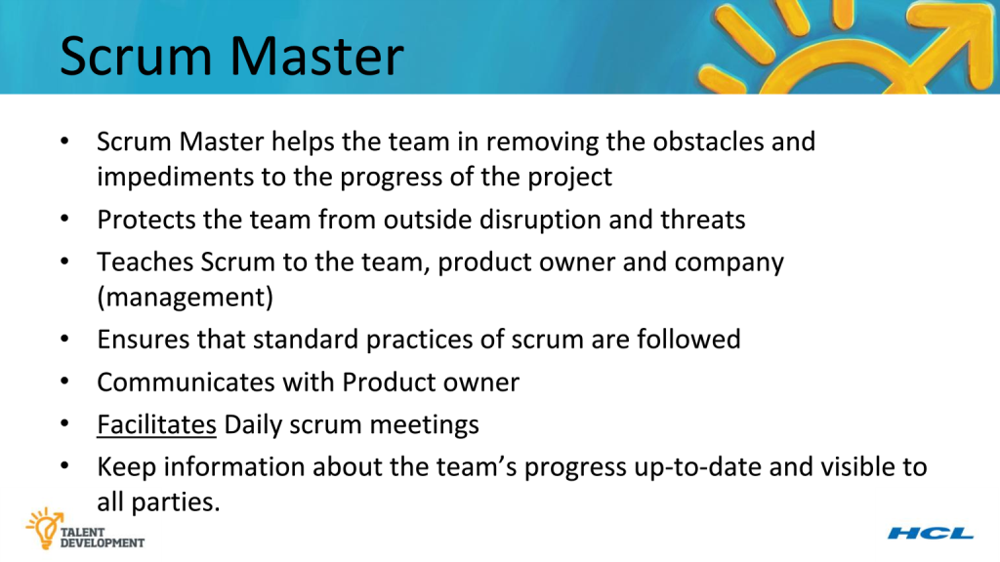 Scrum Master
• Scrum Master helps the team in removing the obstacles and
impediments to the progress of the project
• Protects the team from outside disruption and threats
• Teaches Scrum to the team, product owner and company
(management)
• Ensures that standard practices of scrum are followed
• Communicates with Product owner
• Facilitates Daily scrum meetings
• Keep information about the team’s progress up-to-date and visible to
all parties.
TALENT
DEVELOPMENT
HCL